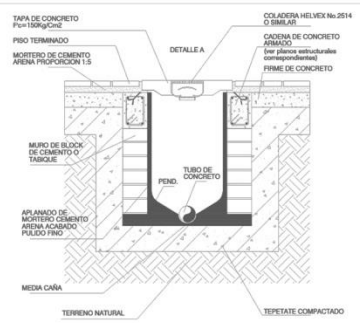 TAPA DE CONCRETO
F'c=150Kg/Cm2
PISO TERMINADO
MORTERO DE CEMENTO
ARENA PROPORCION 1:5
DETALLE A
COLADERA HELVEX No.2514
O SIMILAR
CADENA DE CONCRETO
ARMADO
(ver planos estructurales
correspondientes)
FIRME DE CONCRETO
MURO DE BLOCK
DE CEMENTO O
TABIQUE
PEND.
TUBO DE
CONCRETO
APLANADO DE
MORTERO CEMENTO
ARENA ACABADO
PULIDO FINO
MEDIA CAÑA
TERRENO NATURAL
TEPETATE COMPACTADO